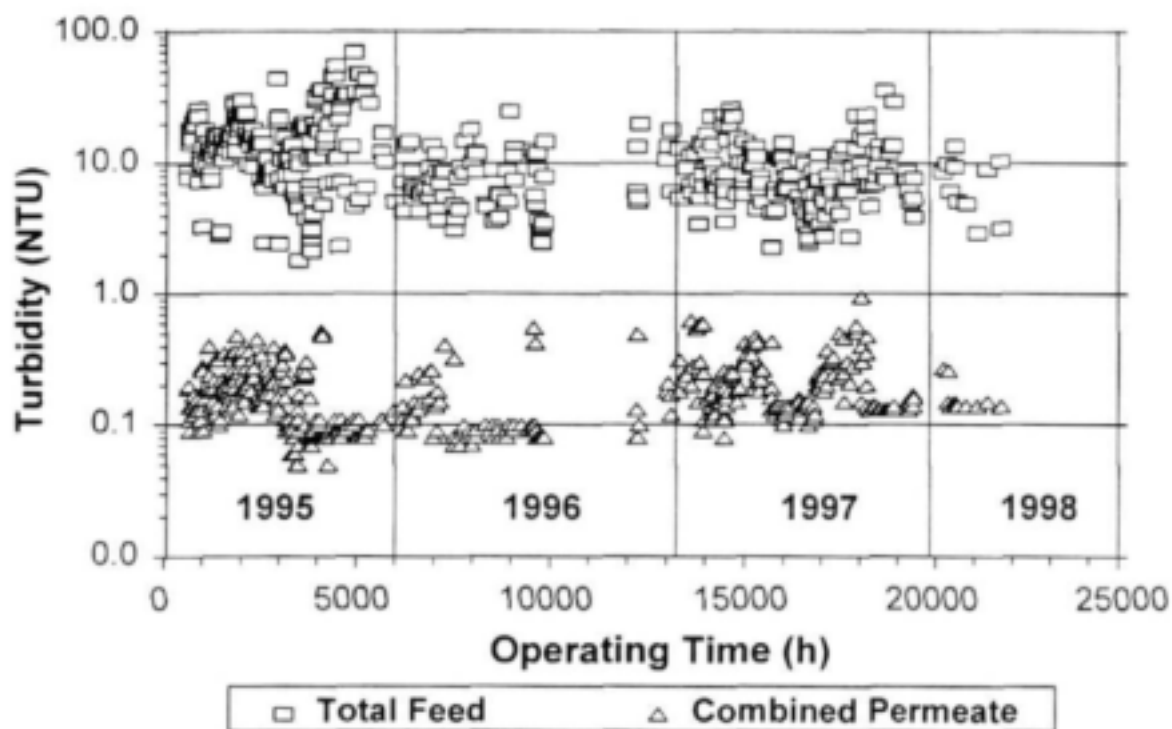 100.0
10.0
1.0
0.1
0.0
Turbidity (NTU)
1995 1996 1997 1998
0 5000 10000 15000 20000 25000
Operating Time (h)
Total Feed Combined Permeate